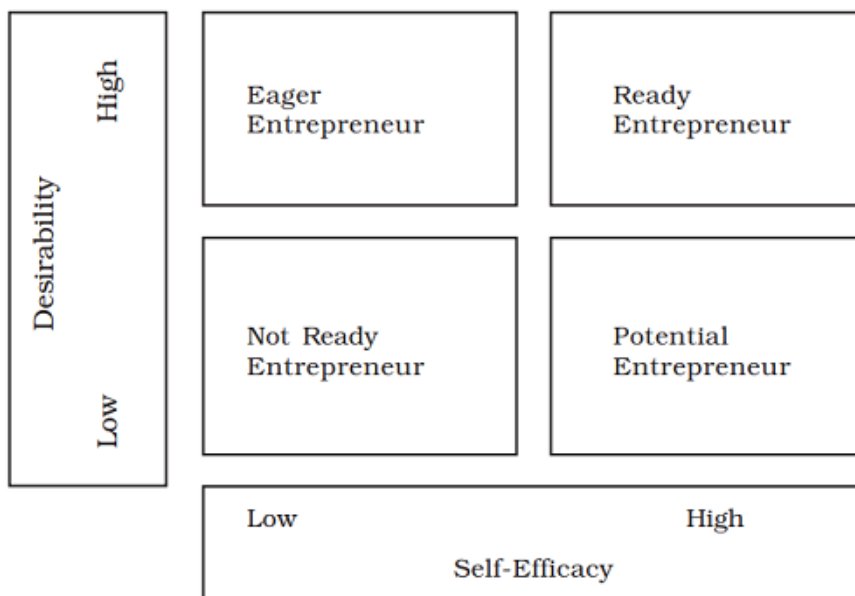 High
Desirability
Low
Eager
Entrepreneur
Ready
Entrepreneur
Not Ready
Entrepreneur
Potential
Entrepreneur
Low High
Self-Efficacy